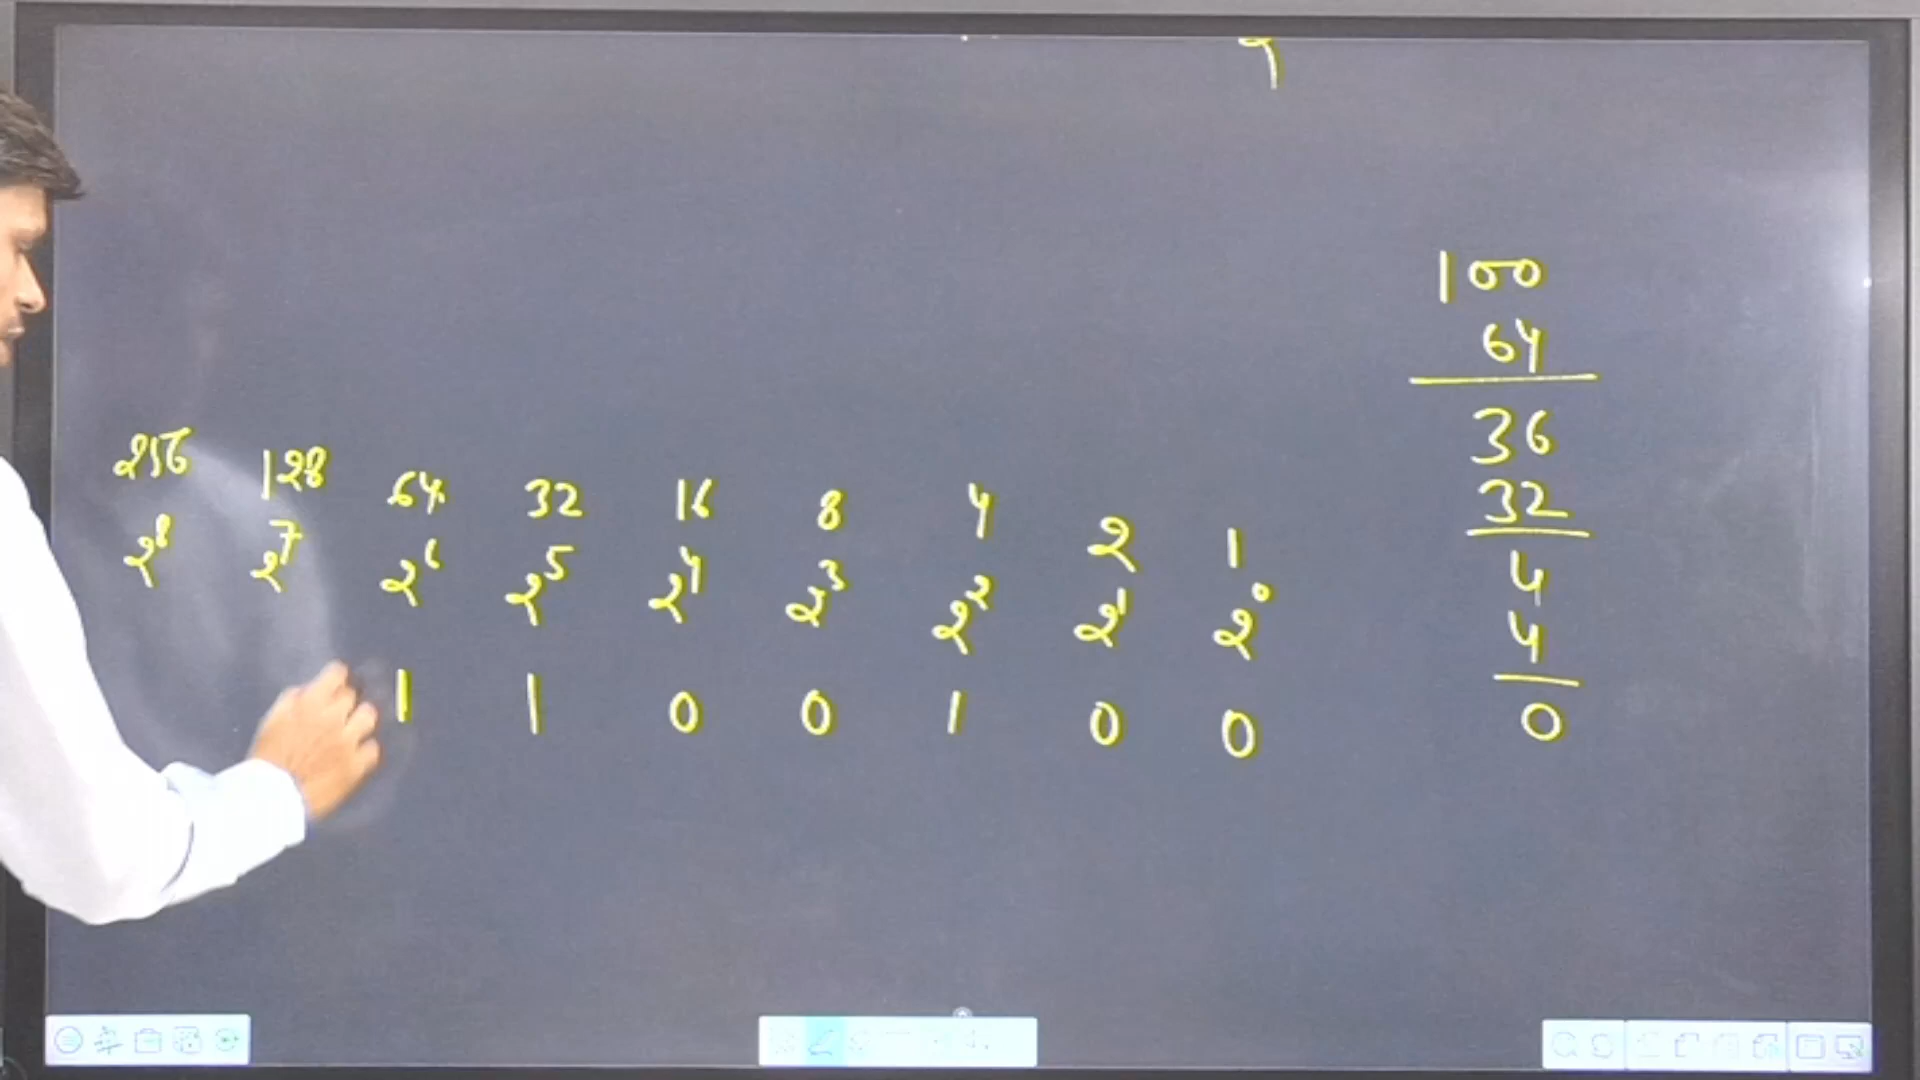 256 128 64 32 16 8 4 2 1
2⁸ 2⁷ 2⁶ 2⁵ 2⁴ 2³ 2² 2¹ 2⁰
1 1 0 0 1 0 0
100
64
36
32
4
4
0